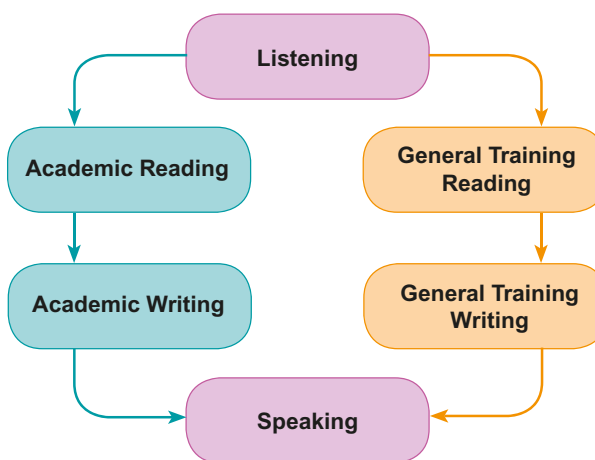 Listening
Academic Reading
General Training
Reading
Academic Writing
General Training
Writing
Speaking